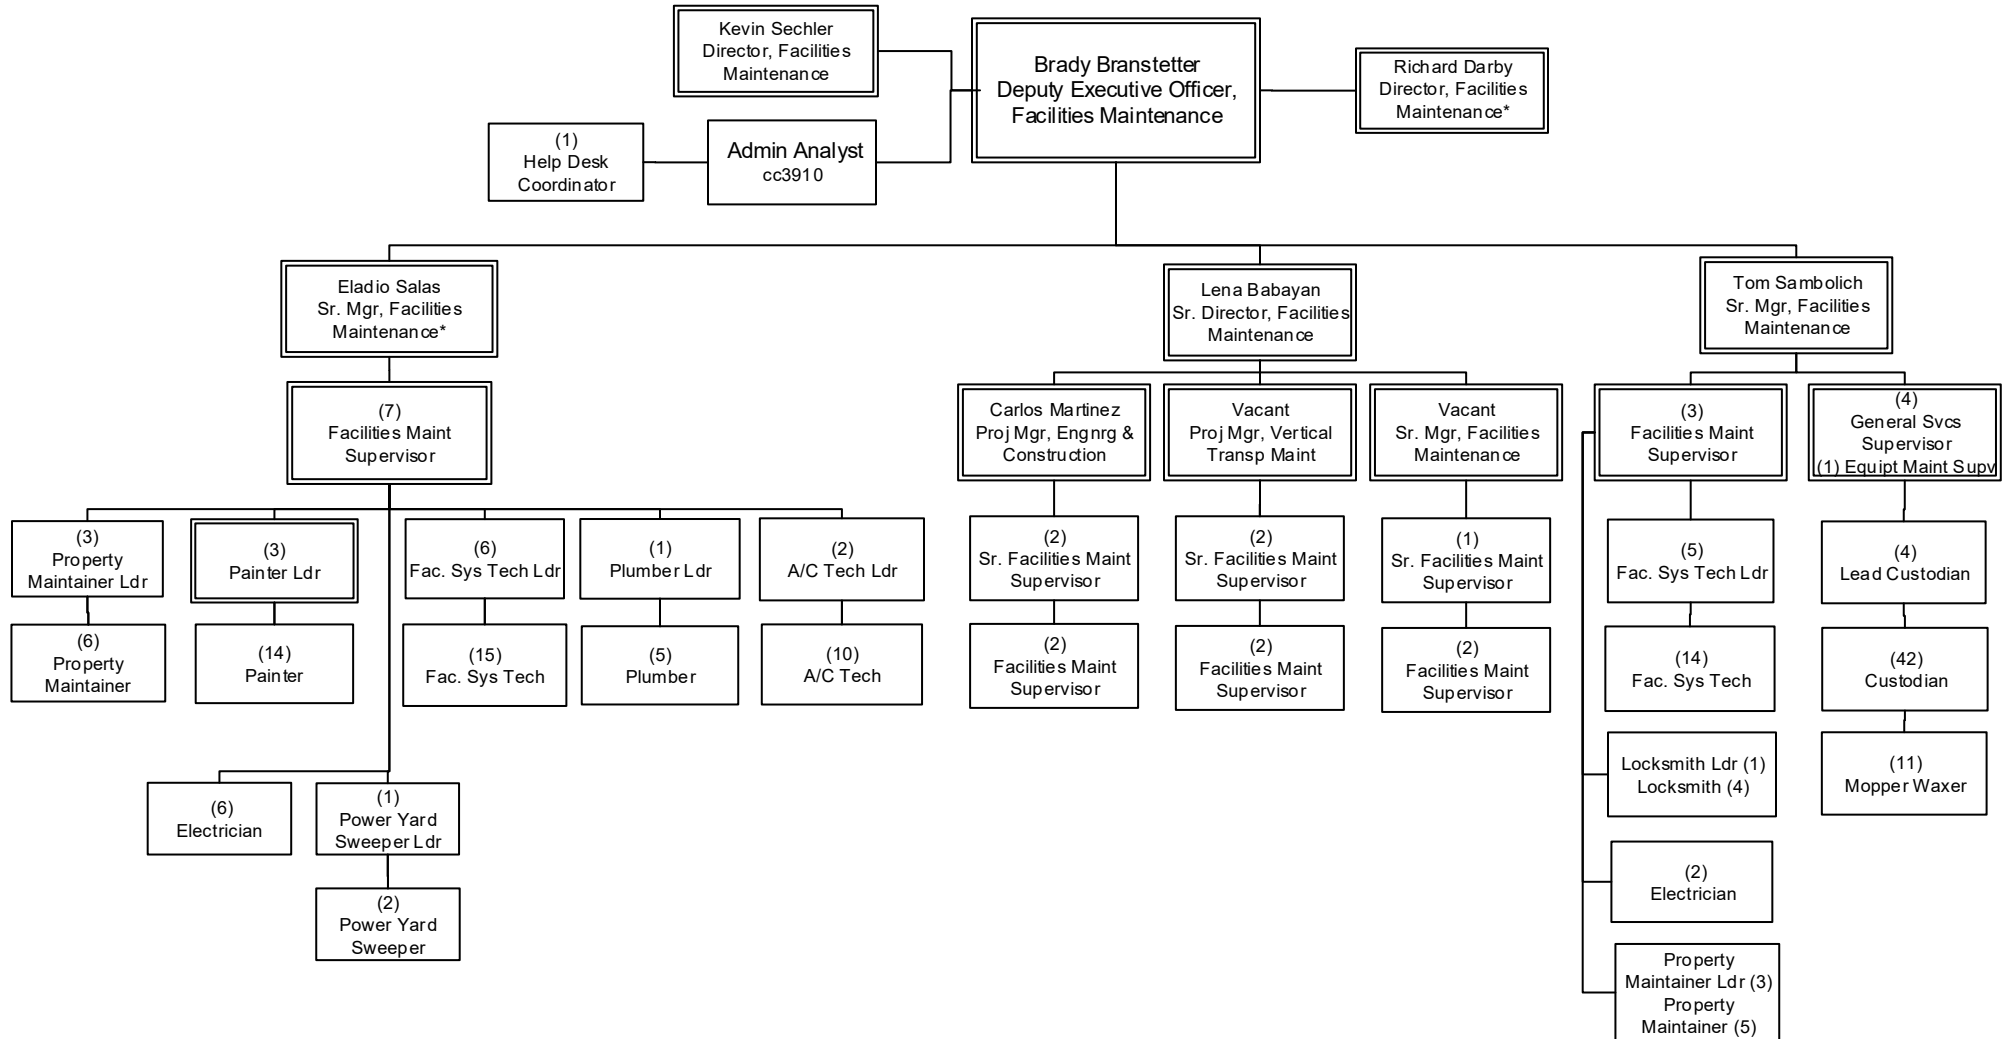 Kevin Sechler
Director, Facilities
Maintenance
Brady Branstetter
Deputy Executive Officer,
Facilities Maintenance
Richard Darby
Director, Facilities
Maintenance*
(1)
Help Desk
Coordinator
Admin Analyst
cc3910
Eladio Salas
Sr. Mgr, Facilities
Maintenance*
Lena Babayan
Sr. Director, Facilities
Maintenance
Tom Sambolich
Sr. Mgr, Facilities
Maintenance
(7)
Facilities Maint
Supervisor
Carlos Martinez
Proj Mgr, Engnrg &
Construction
Vacant
Proj Mgr, Vertical
Transp Maint
Vacant
Sr. Mgr, Facilities
Maintenance
(3)
Facilities Maint
Supervisor
(4)
General Svcs
Supervisor
(1) Equipt Maint Supv
(3)
Property
Maintainer Ldr
(3)
Painter Ldr
(6)
Fac. Sys Tech Ldr
(1)
Plumber Ldr
(2)
A/C Tech Ldr
(2)
Sr. Facilities Maint
Supervisor
(2)
Sr. Facilities Maint
Supervisor
(1)
Sr. Facilities Maint
Supervisor
(5)
Fac. Sys Tech Ldr
(4)
Lead Custodian
(6)
Property
Maintainer
(14)
Painter
(15)
Fac. Sys Tech
(5)
Plumber
(10)
A/C Tech
(2)
Facilities Maint
Supervisor
(2)
Facilities Maint
Supervisor
(2)
Facilities Maint
Supervisor
(14)
Fac. Sys Tech
(42)
Custodian
Locksmith Ldr (1)
Locksmith (4)
(11)
Mopper Waxer
(6)
Electrician
(1)
Power Yard
Sweeper Ldr
(2)
Electrician
(2)
Power Yard
Sweeper
Property
Maintainer Ldr (3)
Property
Maintainer (5)